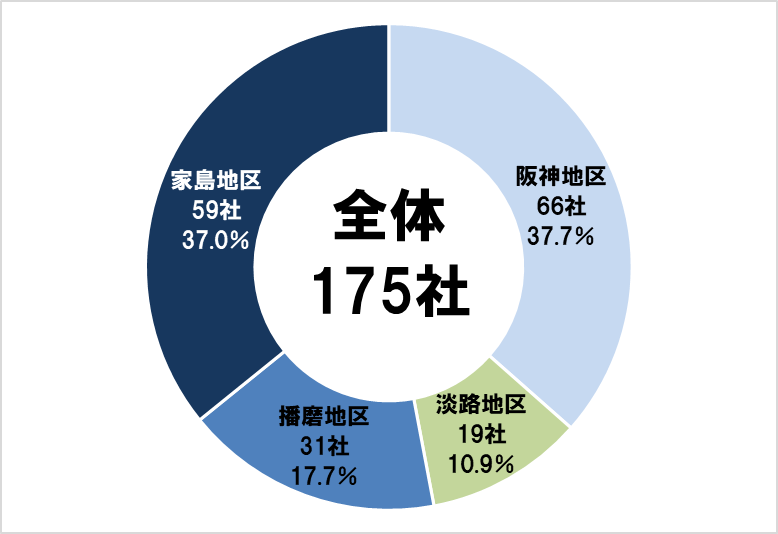 全体
175社
阪神地区
66社
37.7%
淡路地区
19社
10.9%
播磨地区
31社
17.7%
家島地区
59社
37.0%